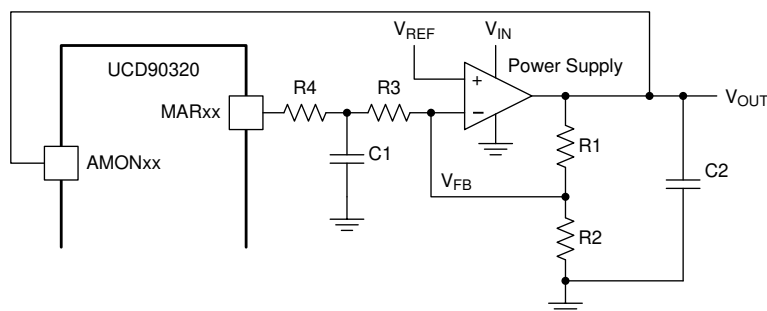 UCD90320
VREF
VIN
Power Supply
R4
R3
MARxx
+
−
VOUT
AMONxx
C1
R1
C2
VFB
R2